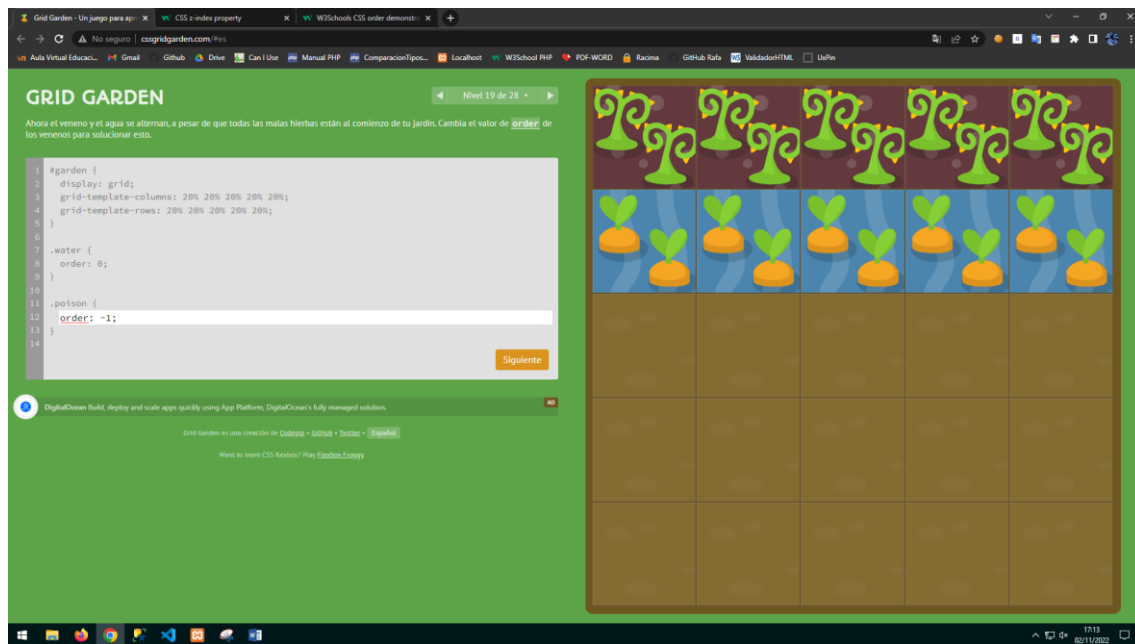 Grid Garden - Un juego para apr
CSS z-index property
W3Schools CSS order demonstr
No seguro
cssgridgarden.com/#es
Aula Virtual Educaci...
Gmail
Github
Drive
Can I Use
Manual PHP
ComparacionTipos...
Localhost
W3School PHP
PDF-WORD
Racima
GitHub Rafa
ValidadorHTML
UxPin
GRID GARDEN
Nivel 19 de 28
Ahora el veneno y el agua se alternan, a pesar de que todas las malas hierbas están al comienzo de tu jardín. Cambia el valor de order de
los venenos para solucionar esto.
1 #garden {
2 display: grid;
3 grid-template-columns: 20% 20% 20% 20% 20%;
4 grid-template-rows: 20% 20% 20% 20% 20%;
5 }
6
7 .water {
8 order: 0;
9 }
10
11 .poison {
12 order: -1;
13 }
14
Siguiente
DigitalOcean Build, deploy and scale apps quickly using App Platform, DigitalOcean's fully managed solution.
AD
Grid Garden es una creación de Codepip • GitHub • Twitter • Español
Want to learn CSS flexbox? Play Flexbox Froggy.
17:13
02/11/2022